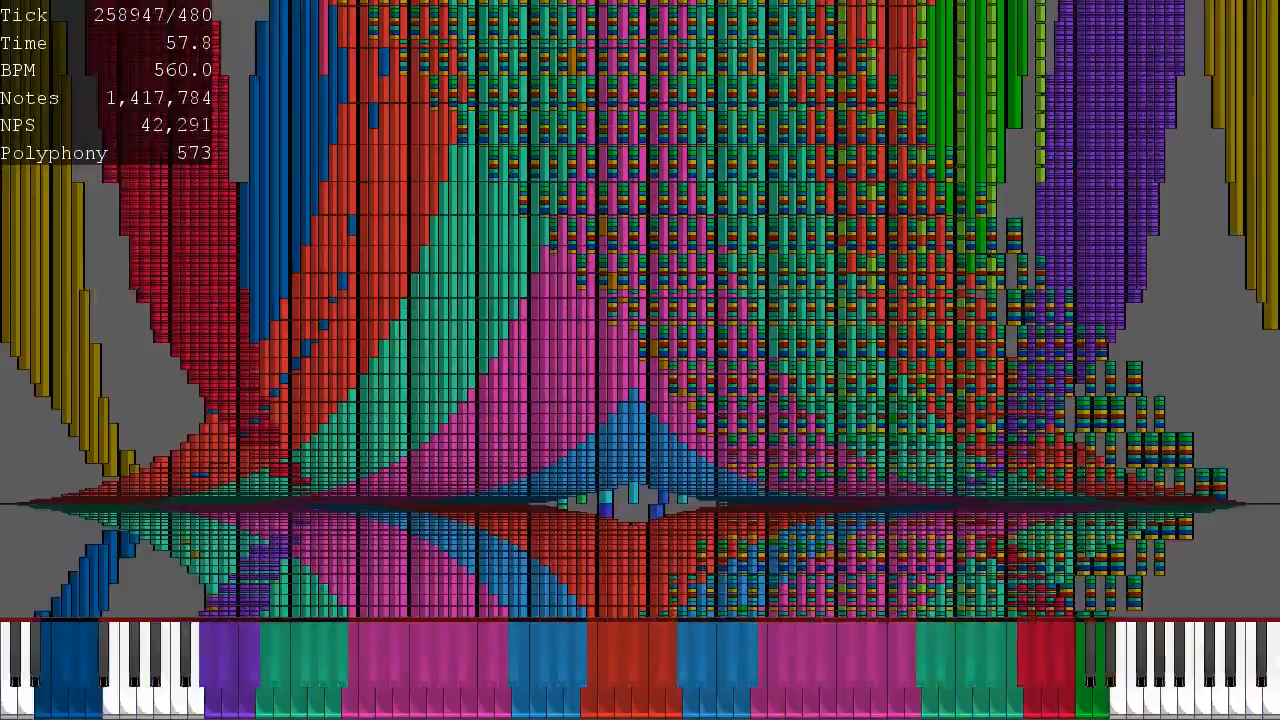 Tick 258947/480
Time 57.8
BPM 560.0
Notes 1,417,784
NPS 42,291
Polyphony 573